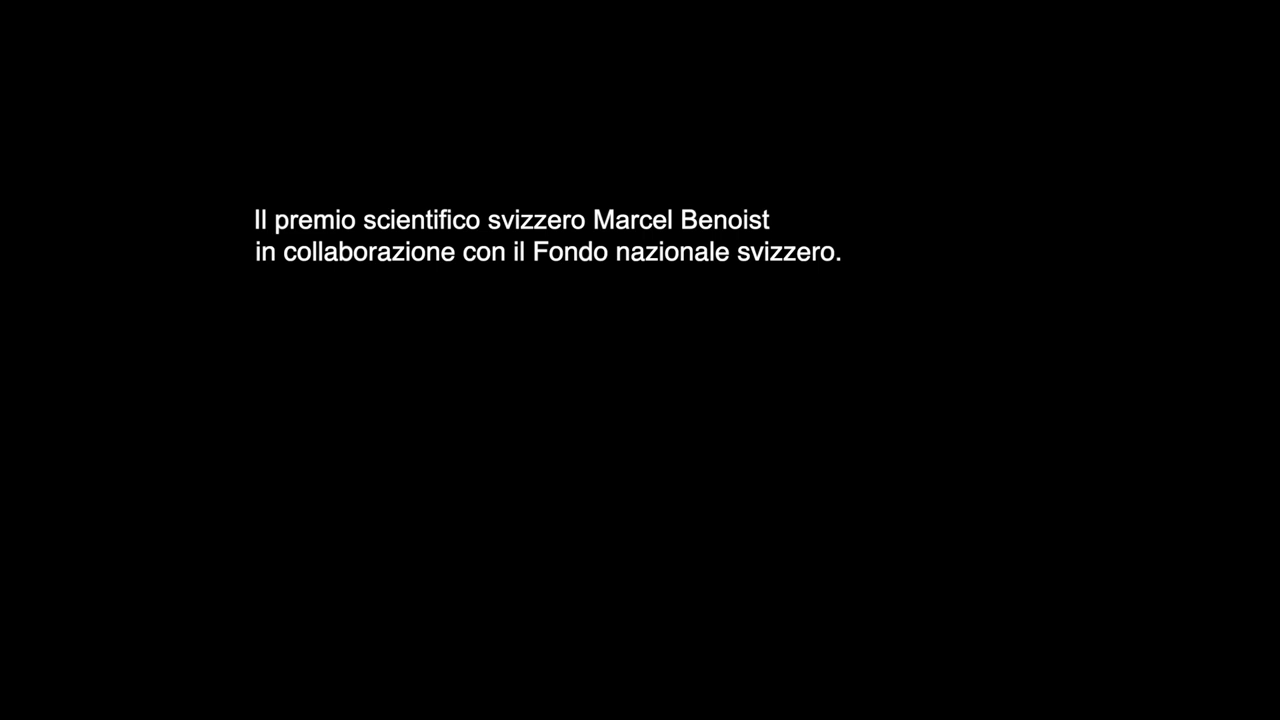 Il premio scientifico svizzero Marcel Benoist
in collaborazione con il Fondo nazionale svizzero.